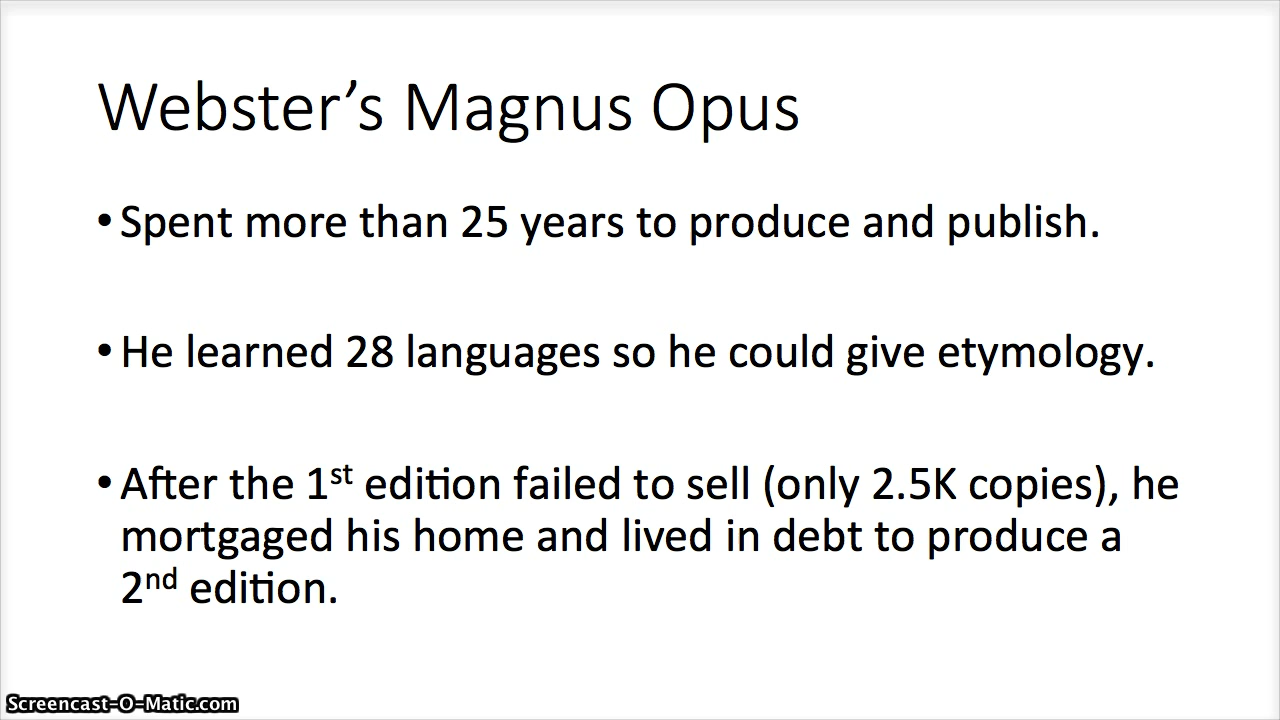 Webster’s Magnus Opus
• Spent more than 25 years to produce and publish.
• He learned 28 languages so he could give etymology.
• After the 1st edition failed to sell (only 2.5K copies), he
mortgaged his home and lived in debt to produce a
2nd edition.
Screencast-O-Matic.com